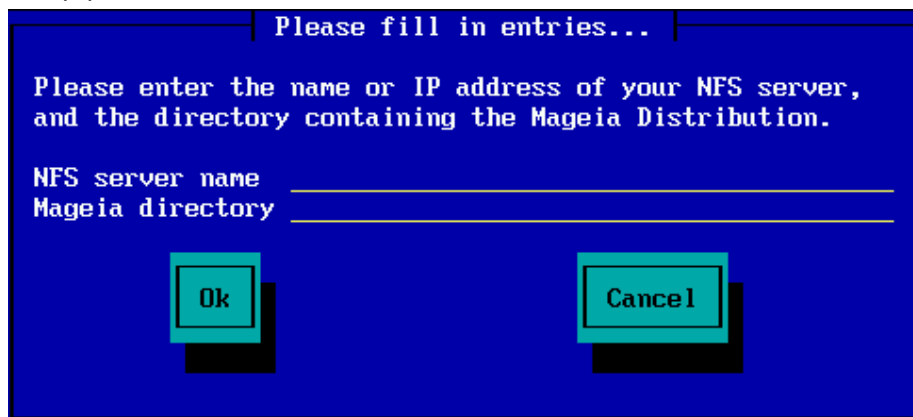 Please fill in entries...
Please enter the name or IP address of your NFS server,
and the directory containing the Mageia Distribution.
NFS server name
Mageia directory
Ok Cancel